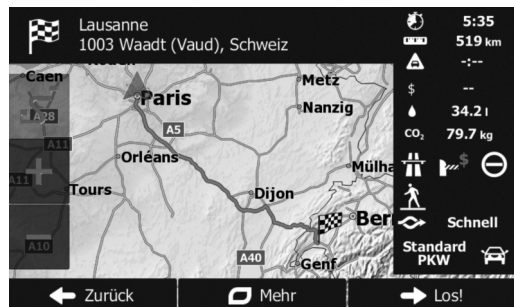 Lausanne
1003 Waadt (Vaud), Schweiz
5:35
519 km
-:--
$ --
34.2 l
CO₂ 79.7 kg
$
Schnell
Standard
PKW
Caen
Metz
Paris
Nanzig
A28
A5
A11
Orléans
A11
Mülha
Tours
Dijon
Ber
A10
A40
Genf
Zurück
Mehr
Los!